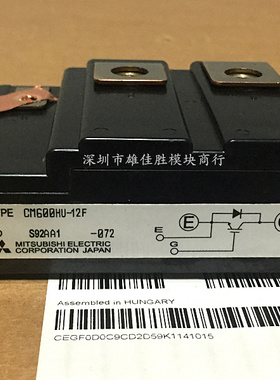 深圳市雄佳胜模块商行
CM600HU-12F
S92AA1 -072
MITSUBISHI ELECTRIC
CORPORATION JAPAN
E
E
G
Assembled in HUNGARY
CEGF0D0C9CD2D59K1141015